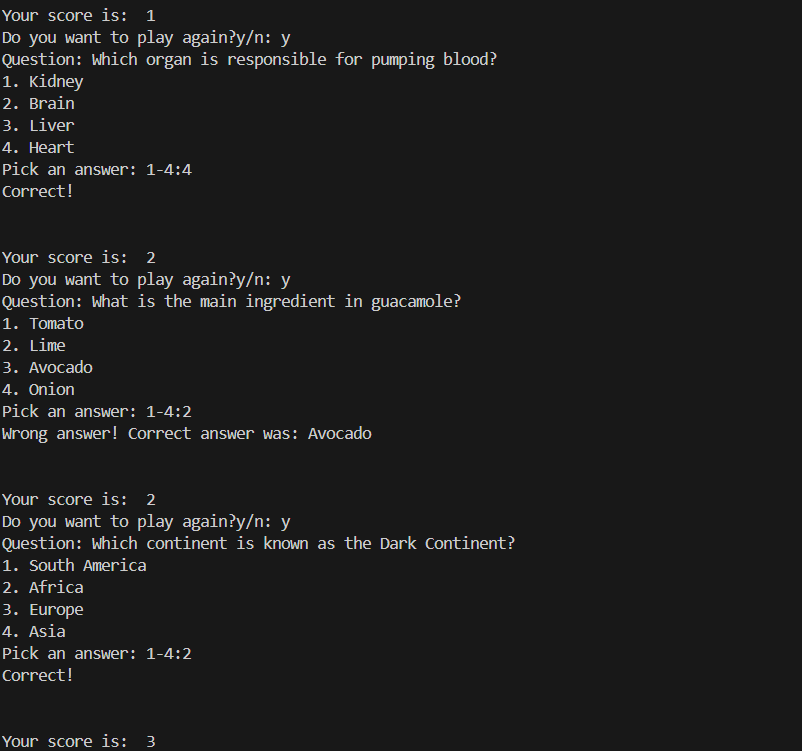 Your score is:  1
Do you want to play again?y/n: y
Question: Which organ is responsible for pumping blood?
1. Kidney
2. Brain
3. Liver
4. Heart
Pick an answer: 1-4:4
Correct!
Your score is:  2
Do you want to play again?y/n: y
Question: What is the main ingredient in guacamole?
1. Tomato
2. Lime
3. Avocado
4. Onion
Pick an answer: 1-4:2
Wrong answer! Correct answer was: Avocado
Your score is:  2
Do you want to play again?y/n: y
Question: Which continent is known as the Dark Continent?
1. South America
2. Africa
3. Europe
4. Asia
Pick an answer: 1-4:2
Correct!
Your score is:  3